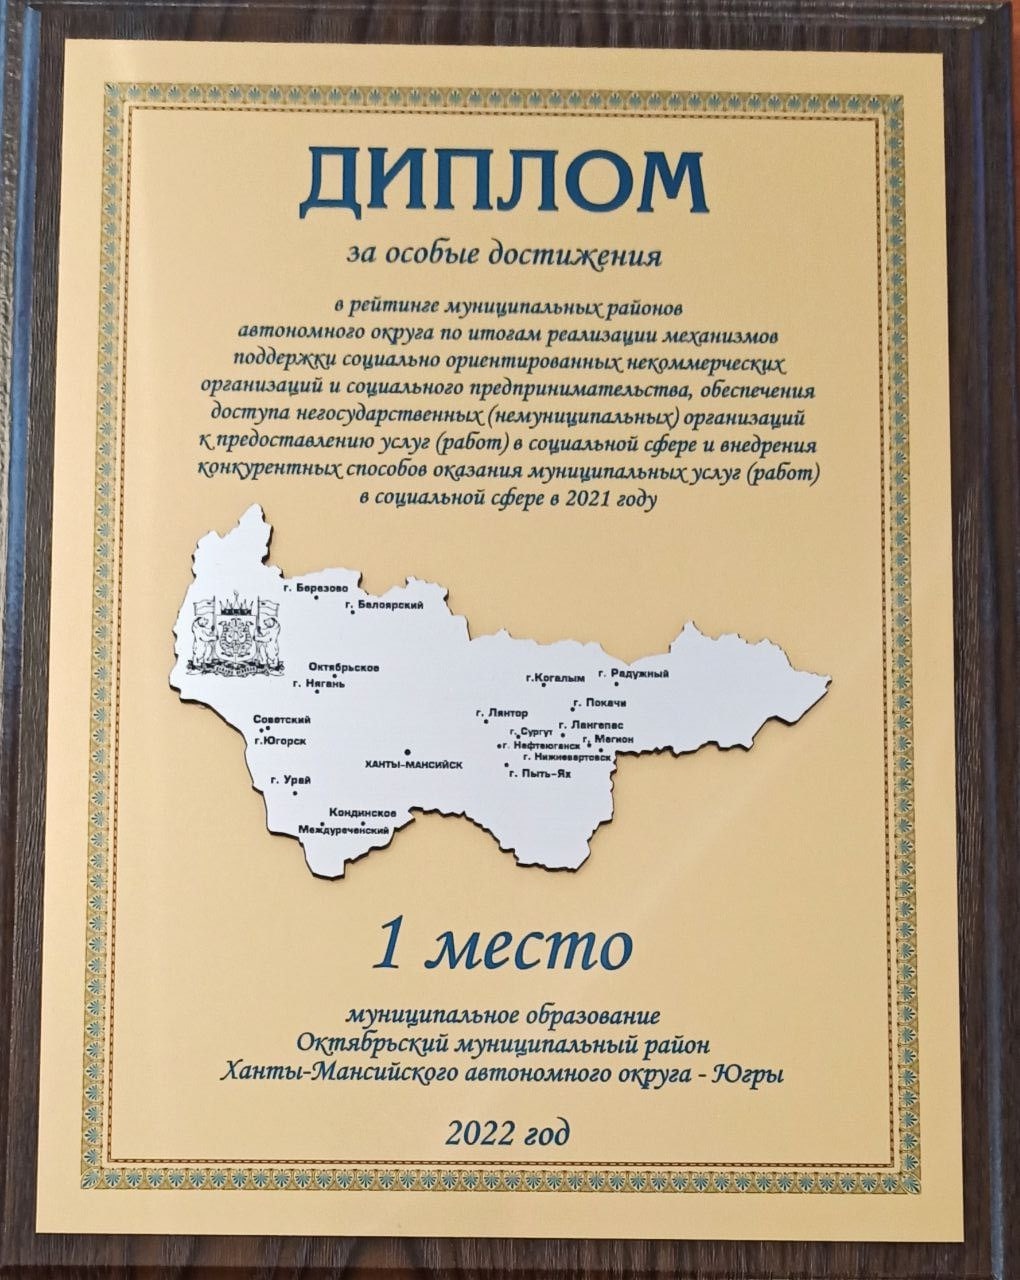 ДИПЛОМ
за особые достижения
в рейтинге муниципальных районов
автономного округа по итогам реализации механизмов
поддержки социально ориентированных некоммерческих
организаций и социального предпринимательства, обеспечения
доступа негосударственных (немуниципальных) организаций
к предоставлению услуг (работ) в социальной сфере и внедрения
конкурентных способов оказания муниципальных услуг (работ)
в социальной сфере в 2021 году
г. Березово
г. Белоярский
Октябрьское
г. Нягань
г.Когалым
г. Радужный
г. Покачи
г. Лянтор
Советский
г. Лангепас
г. Сургут
г.Югорск
г. Мегион
г. Нефтеюганск
г. Нижневартовск
ХАНТЫ-МАНСИЙСК
г. Пыть-Ях
г. Урай
Кондинское
Междуреченский
1 место
муниципальное образование
Октябрьский муниципальный район
Ханты-Мансийского автономного округа - Югры
2022 год